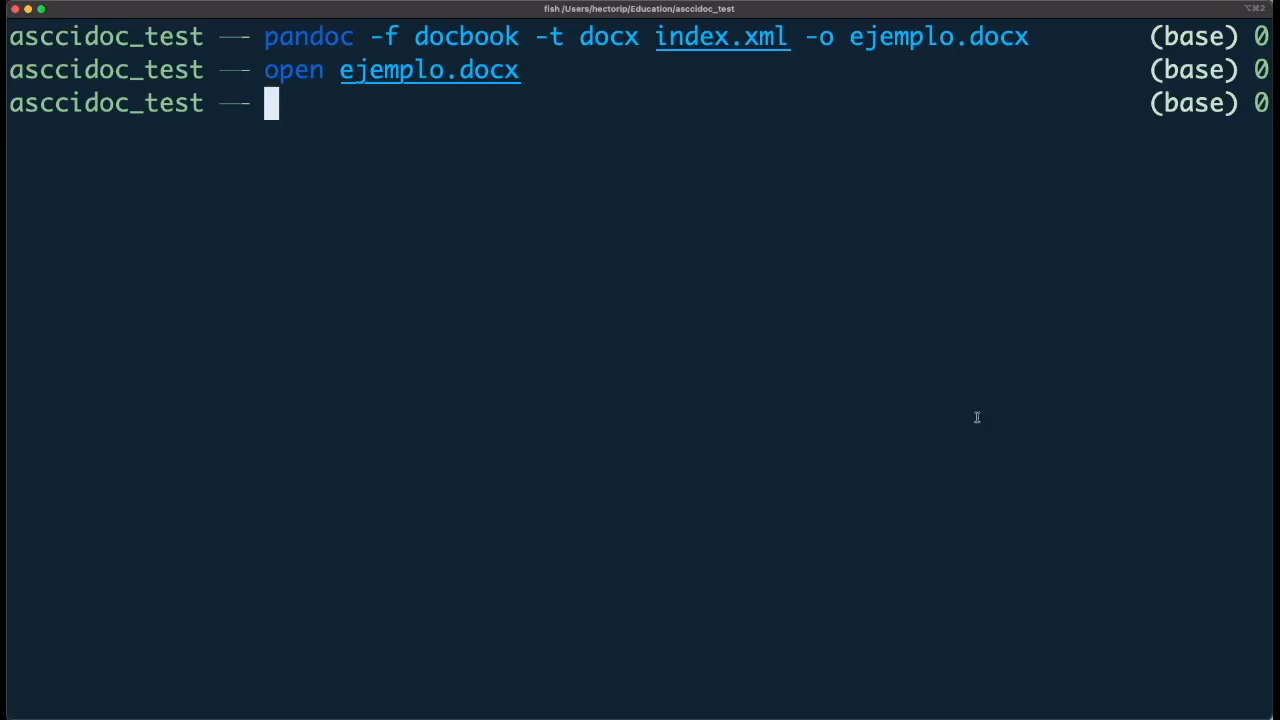 fish /Users/hectorip/Education/asccidoc_test ⌥⌘2
asccidoc_test —- pandoc -f docbook -t docx index.xml -o ejemplo.docx (base) 0
asccidoc_test —- open ejemplo.docx (base) 0
asccidoc_test —- (base) 0